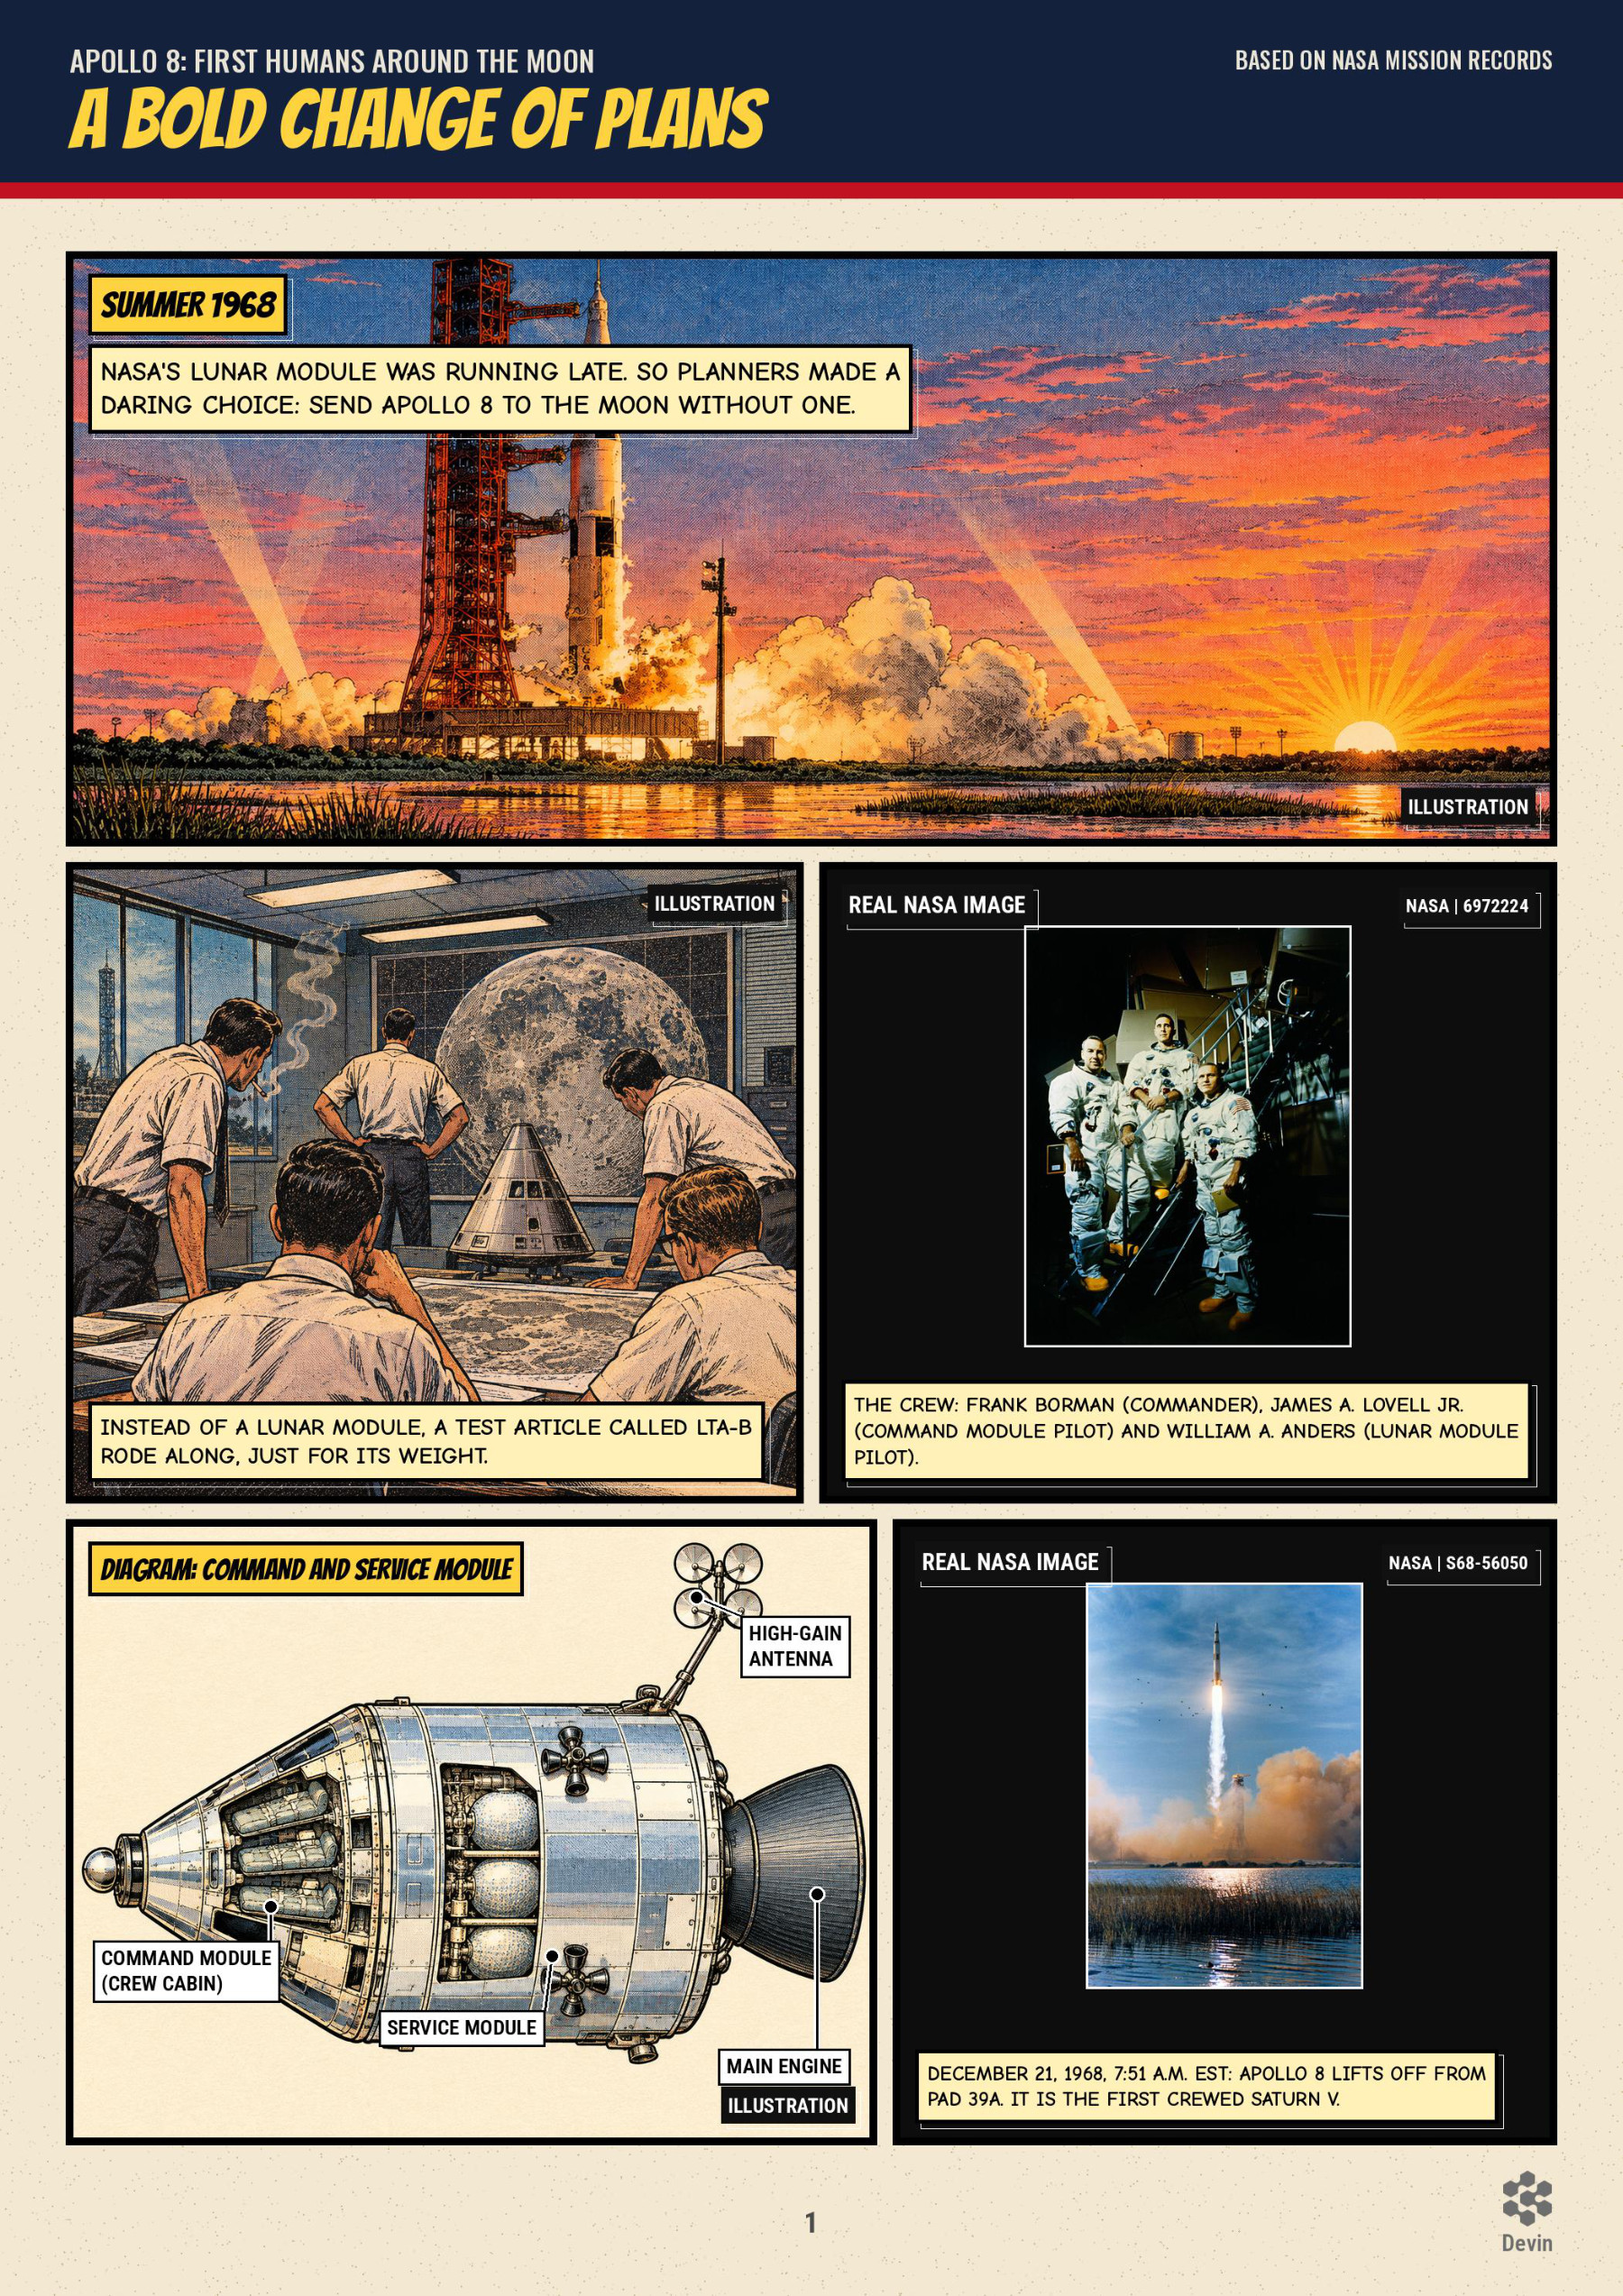 APOLLO 8: FIRST HUMANS AROUND THE MOON
BASED ON NASA MISSION RECORDS
A BOLD CHANGE OF PLANS
SUMMER 1968
NASA'S LUNAR MODULE WAS RUNNING LATE. SO PLANNERS MADE A
DARING CHOICE: SEND APOLLO 8 TO THE MOON WITHOUT ONE.
ILLUSTRATION
ILLUSTRATION
INSTEAD OF A LUNAR MODULE, A TEST ARTICLE CALLED LTA-B
RODE ALONG, JUST FOR ITS WEIGHT.
REAL NASA IMAGE
NASA | 6972224
THE CREW: FRANK BORMAN (COMMANDER), JAMES A. LOVELL JR.
(COMMAND MODULE PILOT) AND WILLIAM A. ANDERS (LUNAR MODULE
PILOT).
DIAGRAM: COMMAND AND SERVICE MODULE
HIGH-GAIN
ANTENNA
COMMAND MODULE
(CREW CABIN)
SERVICE MODULE
MAIN ENGINE
ILLUSTRATION
REAL NASA IMAGE
NASA | S68-56050
DECEMBER 21, 1968, 7:51 A.M. EST: APOLLO 8 LIFTS OFF FROM
PAD 39A. IT IS THE FIRST CREWED SATURN V.
1
Devin